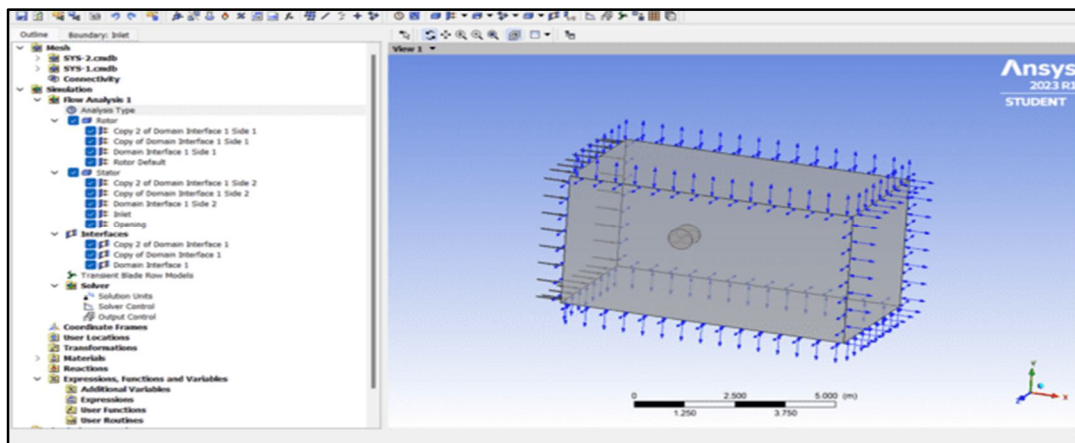 Outline
Boundary: Inlet
Mesh
SYS-2.cmdb
SYS-1.cmdb
Connectivity
Simulation
Flow Analysis 1
Analysis Type
Rotor
Copy 2 of Domain Interface 1 Side 1
Copy of Domain Interface 1 Side 1
Domain Interface 1 Side 1
Rotor Default
Stator
Copy 2 of Domain Interface 1 Side 2
Copy of Domain Interface 1 Side 2
Domain Interface 1 Side 2
Inlet
Opening
Interfaces
Copy 2 of Domain Interface 1
Copy of Domain Interface 1
Domain Interface 1
Transient Blade Row Models
Solver
Solution Units
Solver Control
Output Control
Coordinate Frames
User Locations
Transformations
Materials
Reactions
Expressions, Functions and Variables
Additional Variables
Expressions
User Functions
User Routines
View 1
Ansys
2023 R1
STUDENT
0 2.500 5.000 (m)
1.250 3.750
Y
X
Z